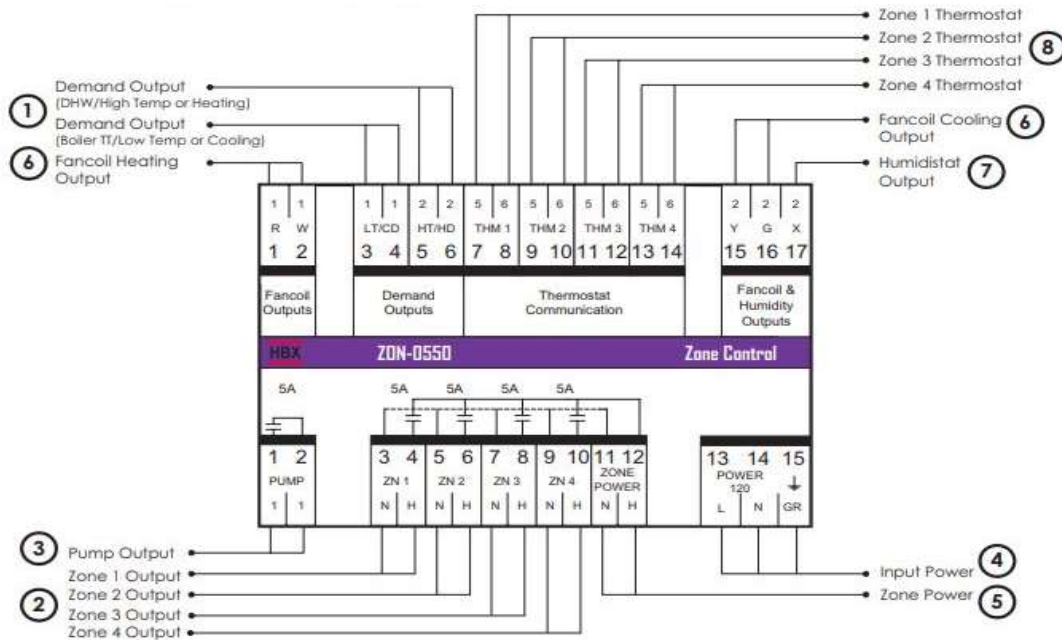 Zone 1 Thermostat
Zone 2 Thermostat
8
Zone 3 Thermostat
Zone 4 Thermostat
Demand Output
(DHW/High Temp or Heating)
1
Demand Output
(Boiler TT/Low Temp or Cooling)
6
Fancoil Heating
Output
Fancoil Cooling
Output
6
Humidistat
Output
7
1 1 1 1 2 2 5 6 5 6 5 6 5 6 2 2 2
R W LT/CD HT/HD THM 1 THM 2 THM 3 THM 4 Y G X
1 2 3 4 5 6 7 8 9 10 11 12 13 14 15 16 17
Fancoil
Outputs
Demand
Outputs
Thermostat
Communication
Fancoil &
Humidity
Outputs
HBX ZON-0550 Zone Control
5A 5A 5A 5A 5A
1 2 3 4 5 6 7 8 9 10 11 12 13 14 15
PUMP ZN 1 ZN 2 ZN 3 ZN 4
ZONE
POWER
POWER
120
1 1 N H N H N H N H N H L N GR
3
Pump Output
Zone 1 Output
2
Zone 2 Output
Zone 3 Output
Zone 4 Output
Input Power
4
Zone Power
5